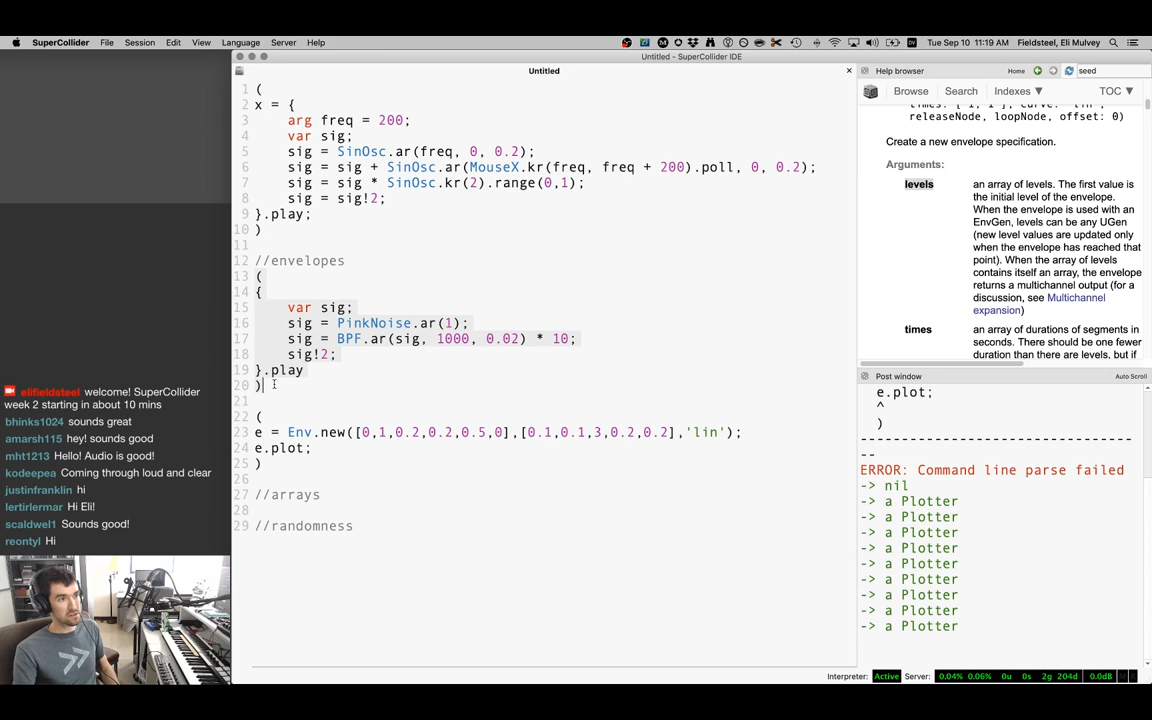 SuperCollider File Session Edit View Language Server Help
Tue Sep 10 11:19 AM Fieldsteel, Eli Mulvey
Untitled - SuperCollider IDE
Untitled
1 (
2 x = {
3 arg freq = 200;
4 var sig;
5 sig = SinOsc.ar(freq, 0, 0.2);
6 sig = sig + SinOsc.ar(MouseX.kr(freq, freq + 200).poll, 0, 0.2);
7 sig = sig * SinOsc.kr(2).range(0,1);
8 sig = sig!2;
9 }.play;
10 )
11
12 //envelopes
13 (
14 {
15 var sig;
16 sig = PinkNoise.ar(1);
17 sig = BPF.ar(sig, 1000, 0.02) * 10;
18 sig!2;
19 }.play
20 )
21
22 (
23 e = Env.new([0,1,0.2,0.2,0.5,0],[0.1,0.1,3,0.2,0.2],'lin');
24 e.plot;
25 )
26
27 //arrays
28
29 //randomness
Help browser Home seed
Browse Search Indexes ▼ TOC ▼
releaseNode, loopNode, offset: 0)
Create a new envelope specification.
Arguments:
levels an array of levels. The first value is
the initial level of the envelope.
When the envelope is used with an
EnvGen, levels can be any UGen
(new level values are updated only
when the envelope has reached that
point). When the array of levels
contains itself an array, the envelope
returns a multichannel output (for a
discussion, see Multichannel
expansion)
times an array of durations of segments in
seconds. There should be one fewer
duration than there are levels, but if
Post window Auto Scroll
e.plot;
^
)
-----------------------------------
--
ERROR: Command line parse failed
-> nil
-> a Plotter
-> a Plotter
-> a Plotter
-> a Plotter
-> a Plotter
-> a Plotter
-> a Plotter
-> a Plotter
-> a Plotter
Interpreter: Active Server: 0.04% 0.06% 0u 0s 2g 204d 0.0dB
elifieldsteel welcome! SuperCollider
week 2 starting in about 10 mins
bhinks1024 sounds great
amarsh115 hey! sounds good
mht1213 Hello! Audio is good!
kodeepea Coming through loud and clear
justinfranklin hi
lertirlermar Hi Eli!
scaldwel1 Sounds good!
reontyl Hi